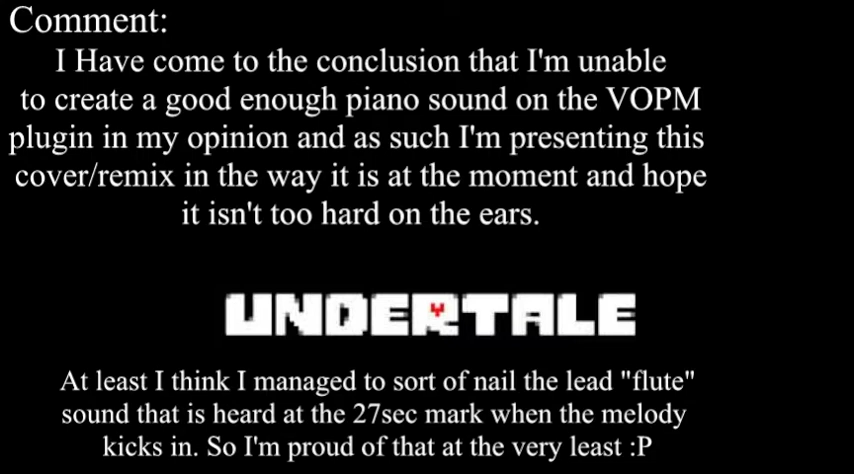 Comment:
I Have come to the conclusion that I'm unable
to create a good enough piano sound on the VOPM
plugin in my opinion and as such I'm presenting this
cover/remix in the way it is at the moment and hope
it isn't too hard on the ears.
UNDERTALE
At least I think I managed to sort of nail the lead "flute"
sound that is heard at the 27sec mark when the melody
kicks in. So I'm proud of that at the very least :P